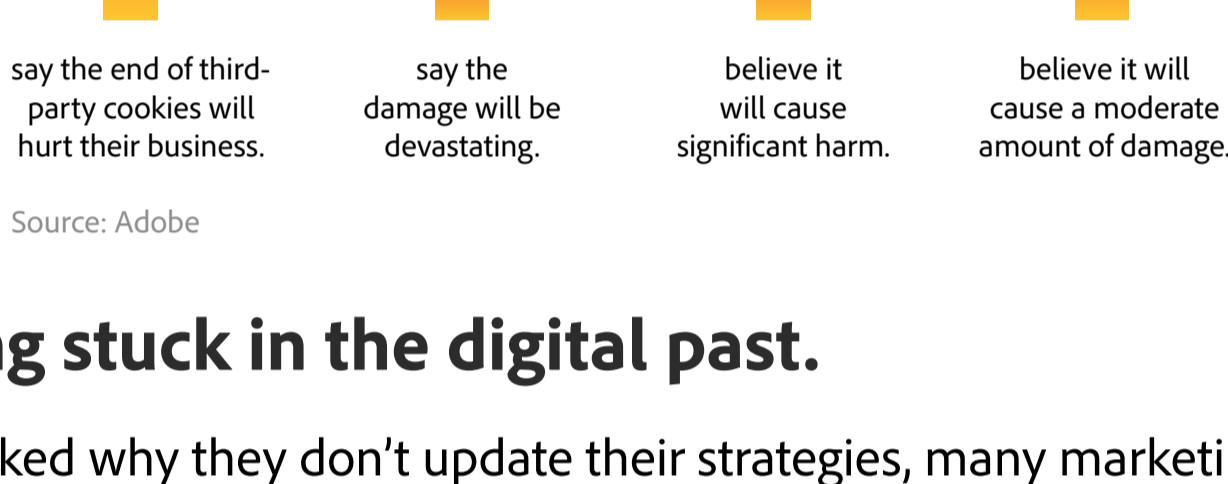 say the end of third-
party cookies will
hurt their business.
say the
damage will be
devastating.
believe it
will cause
significant harm.
believe it will
cause a moderate
amount of damage.
Source: Adobe
stuck in the digital past.
why they don’t update their strategies, many